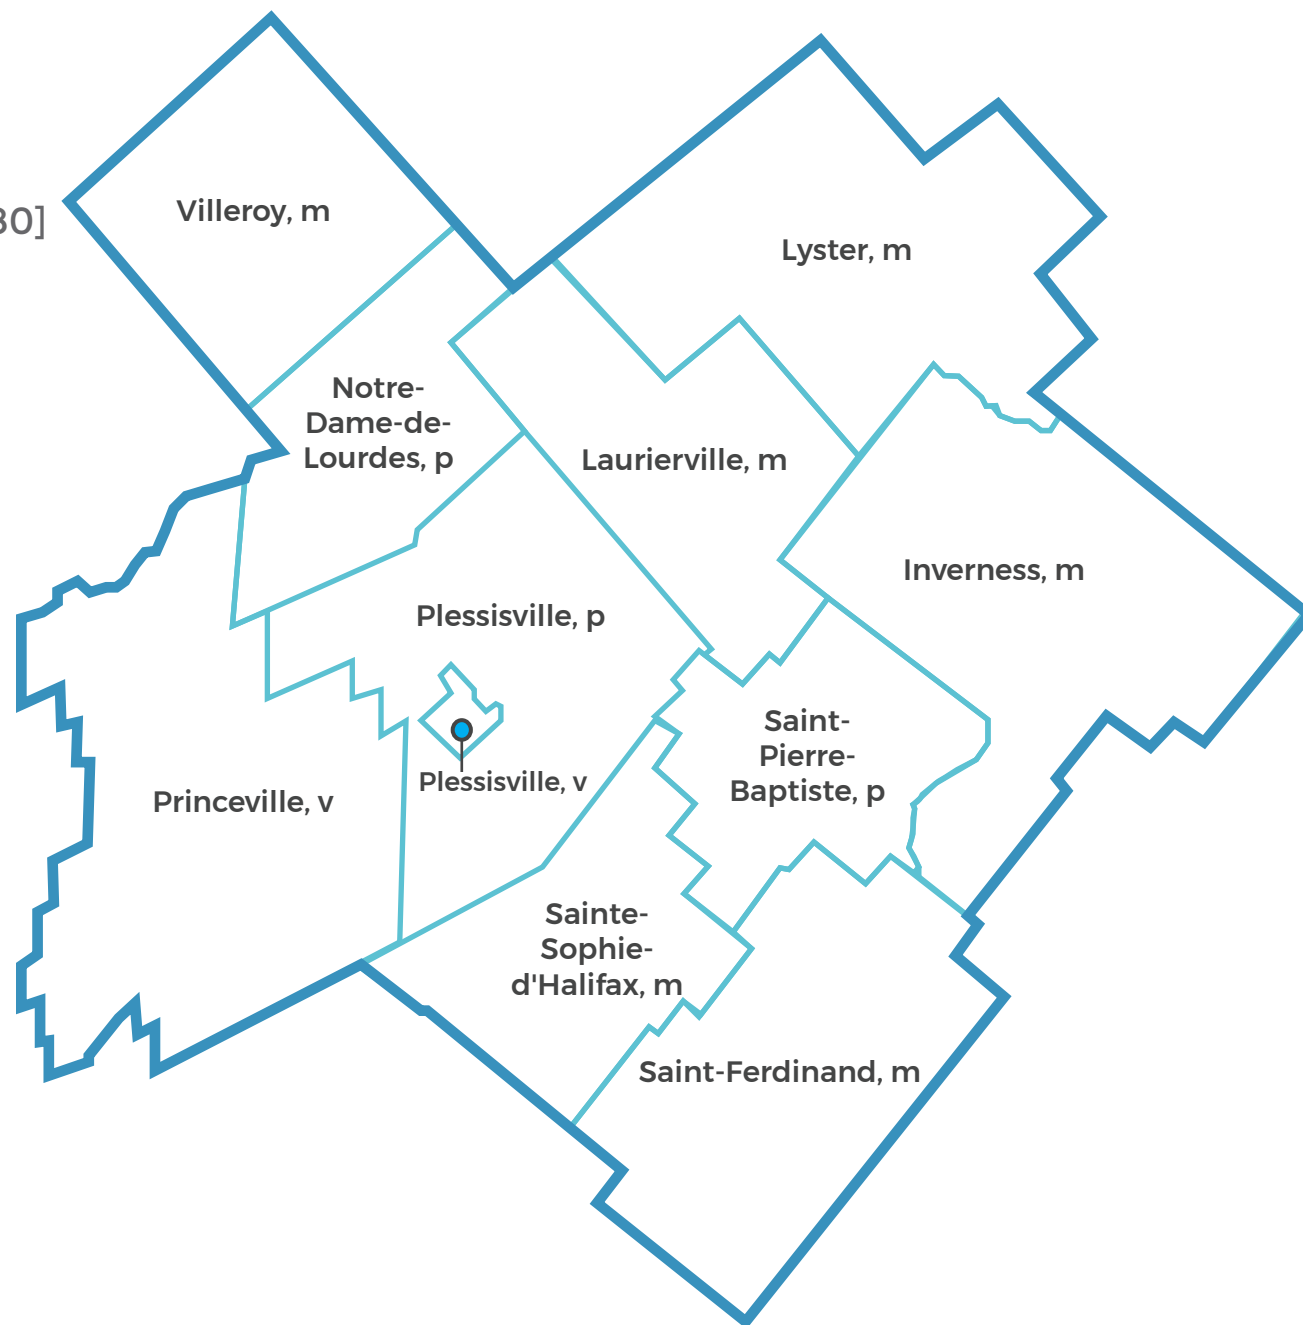 Villeroy, m
30]
Lyster, m
Notre-
Dame-de-
Lourdes, p
Laurierville, m
Inverness, m
Plessisville, p
Saint-
Pierre-
Baptiste, p
Plessisville, v
Princeville, v
Sainte-
Sophie-
d'Halifax, m
Saint-Ferdinand, m